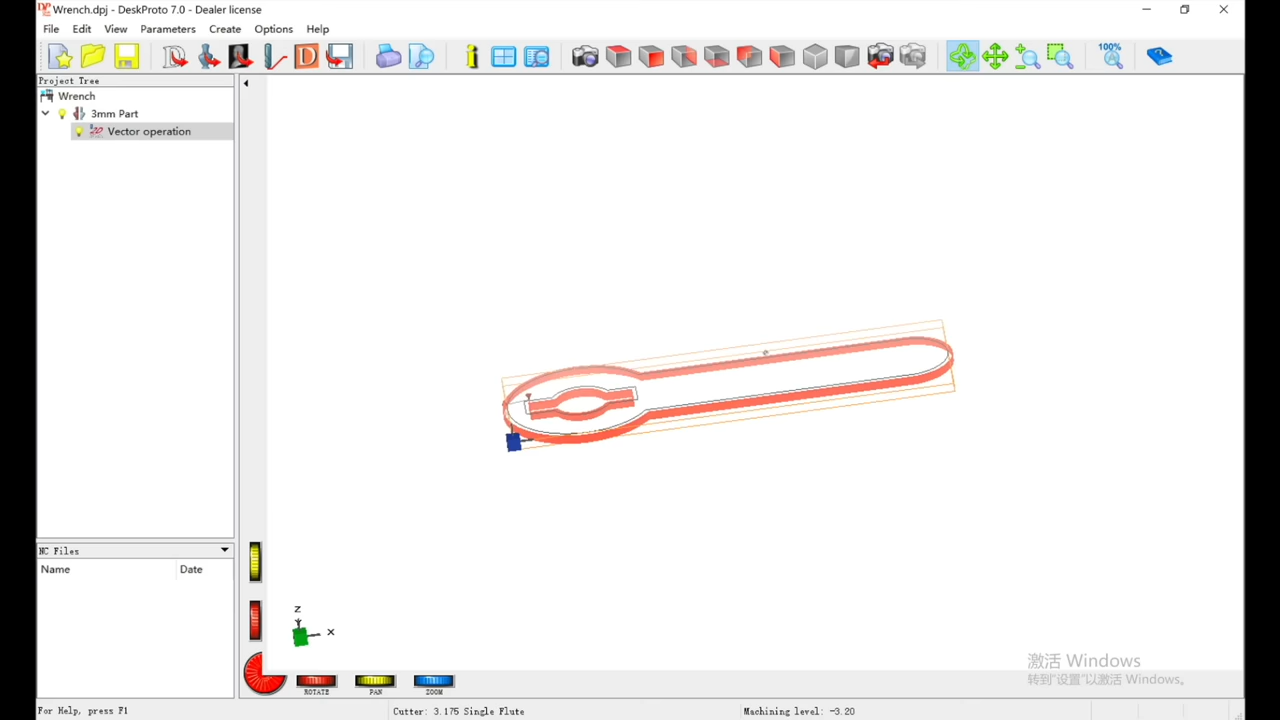 Wrench.dpj - DeskProto 7.0 - Dealer license
File Edit View Parameters Create Options Help
100%
Project Tree
Wrench
3mm Part
Vector operation
NC Files
Name Date
Z
X
ROTATE PAN ZOOM
激活 Windows
转到"设置"以激活 Windows。
For Help, press F1 Cutter: 3.175 Single Flute Machining level: -3.20